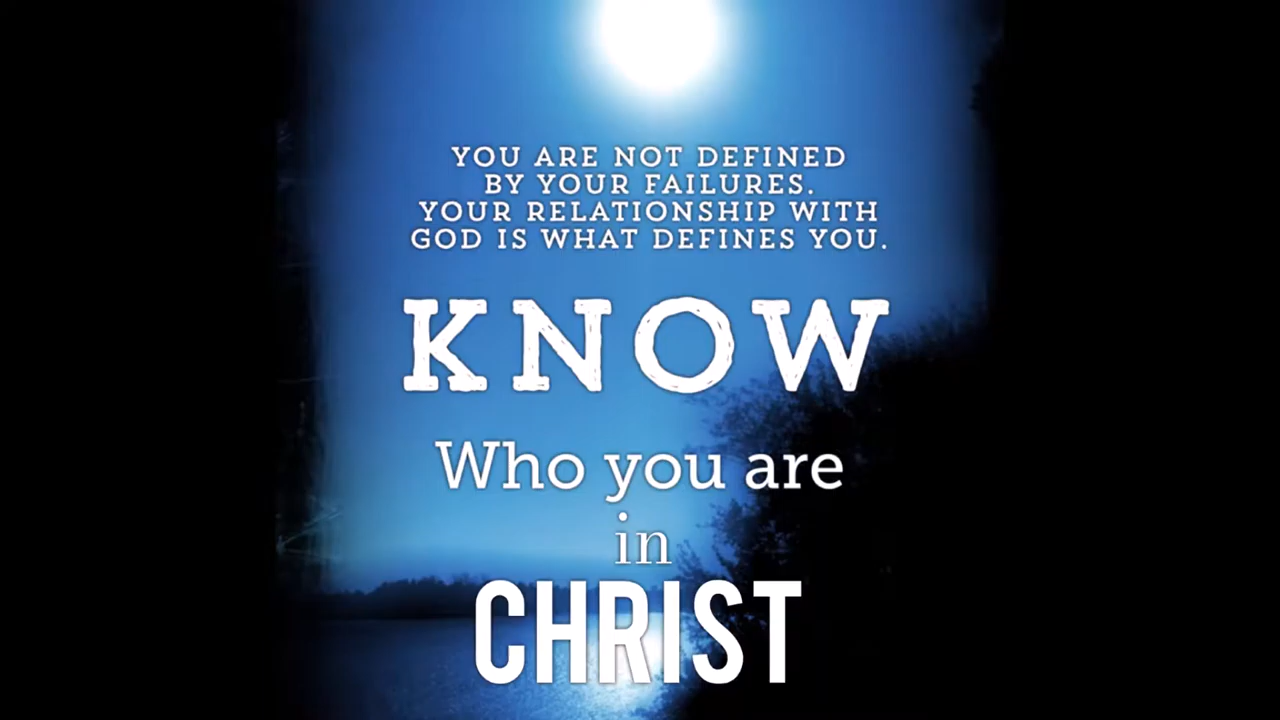 YOU ARE NOT DEFINED
BY YOUR FAILURES.
YOUR RELATIONSHIP WITH
GOD IS WHAT DEFINES YOU.
KNOW
Who you are
in
CHRIST